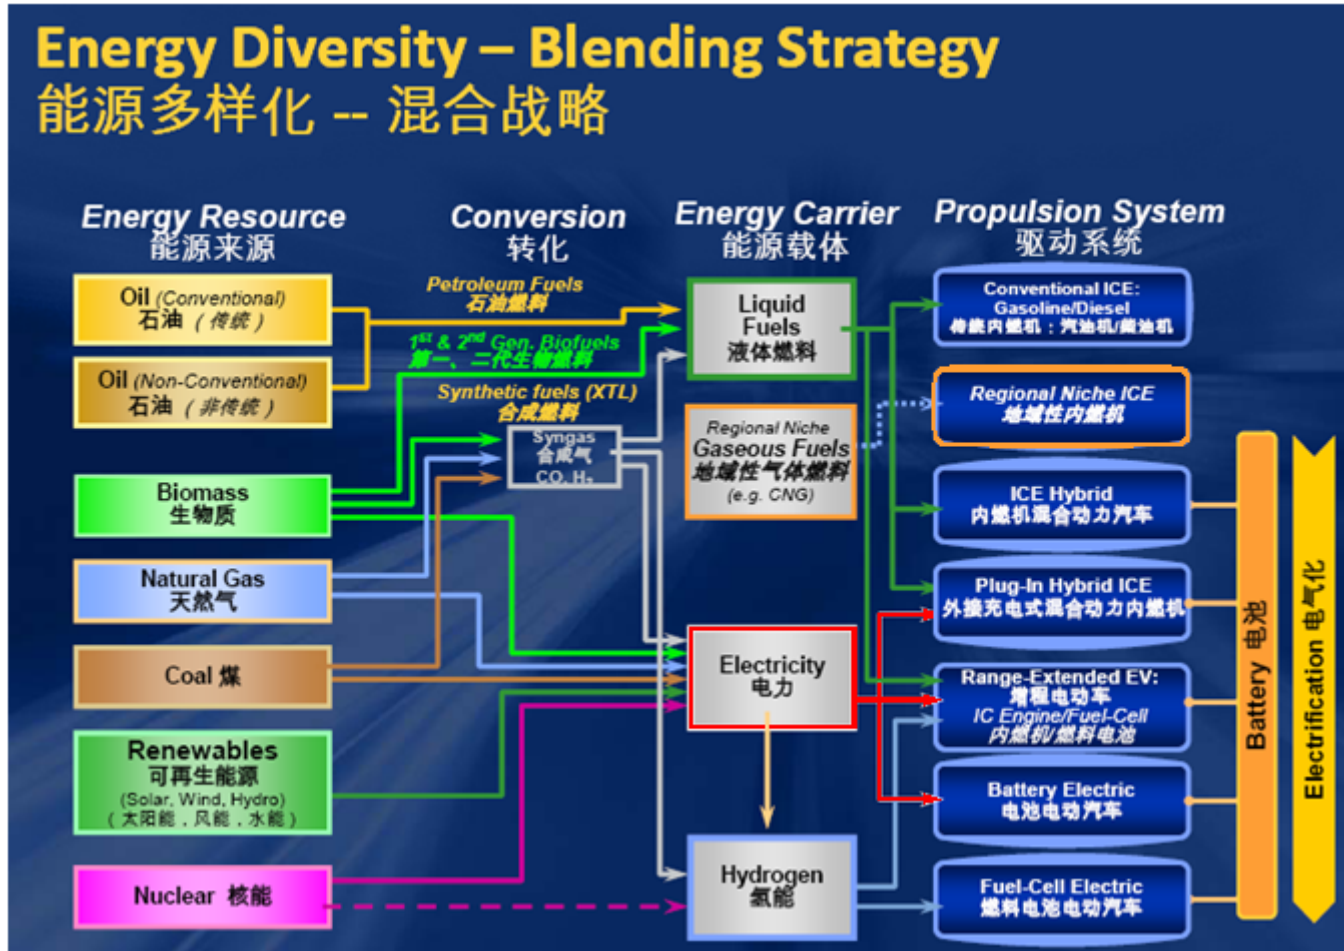 Energy Diversity – Blending Strategy
能源多样化 -- 混合战略
Energy Resource
能源来源
Conversion
转化
Energy Carrier
能源载体
Propulsion System
驱动系统
Oil (Conventional)
石油（传统）
Oil (Non-Conventional)
石油（非传统）
Biomass
生物质
Natural Gas
天然气
Coal 煤
Renewables
可再生能源
(Solar, Wind, Hydro)
（太阳能，风能，水能）
Nuclear 核能
Petroleum Fuels
石油燃料
1st & 2nd Gen. Biofuels
第一、二代生物燃料
Synthetic fuels (XTL)
合成燃料
Syngas
合成气
CO, H₂
Liquid
Fuels
液体燃料
Regional Niche
Gaseous Fuels
地域性气体燃料
(e.g. CNG)
Electricity
电力
Hydrogen
氢能
Conventional ICE:
Gasoline/Diesel
传统内燃机：汽油机/柴油机
Regional Niche ICE
地域性内燃机
ICE Hybrid
内燃机混合动力汽车
Plug-In Hybrid ICE
外接充电式混合动力内燃机
Range-Extended EV:
增程电动车
IC Engine/Fuel-Cell
内燃机/燃料电池
Battery Electric
电池电动汽车
Fuel-Cell Electric
燃料电池电动汽车
Battery 电池
Electrification 电气化